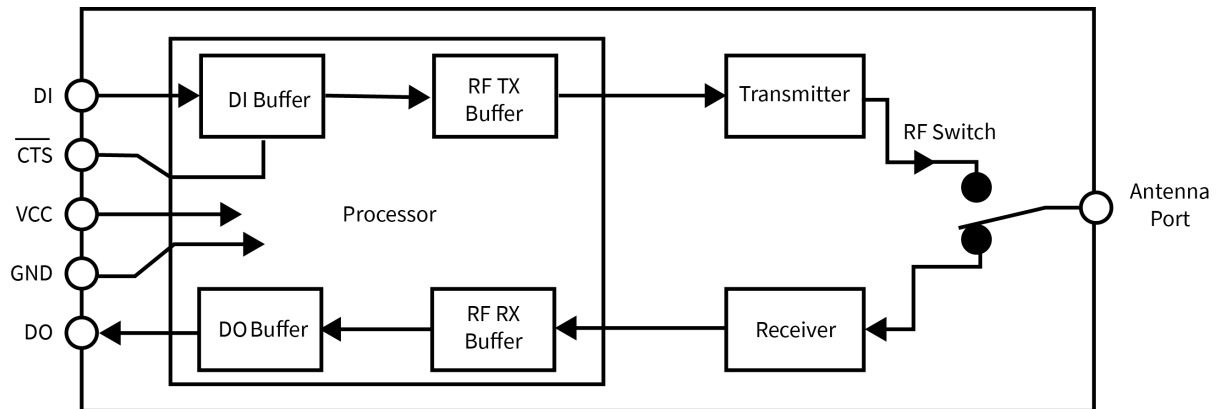 DI
CTS
VCC
GND
DO
DI Buffer
RF TX
Buffer
Processor
DO Buffer
RF RX
Buffer
Transmitter
RF Switch
Receiver
Antenna
Port